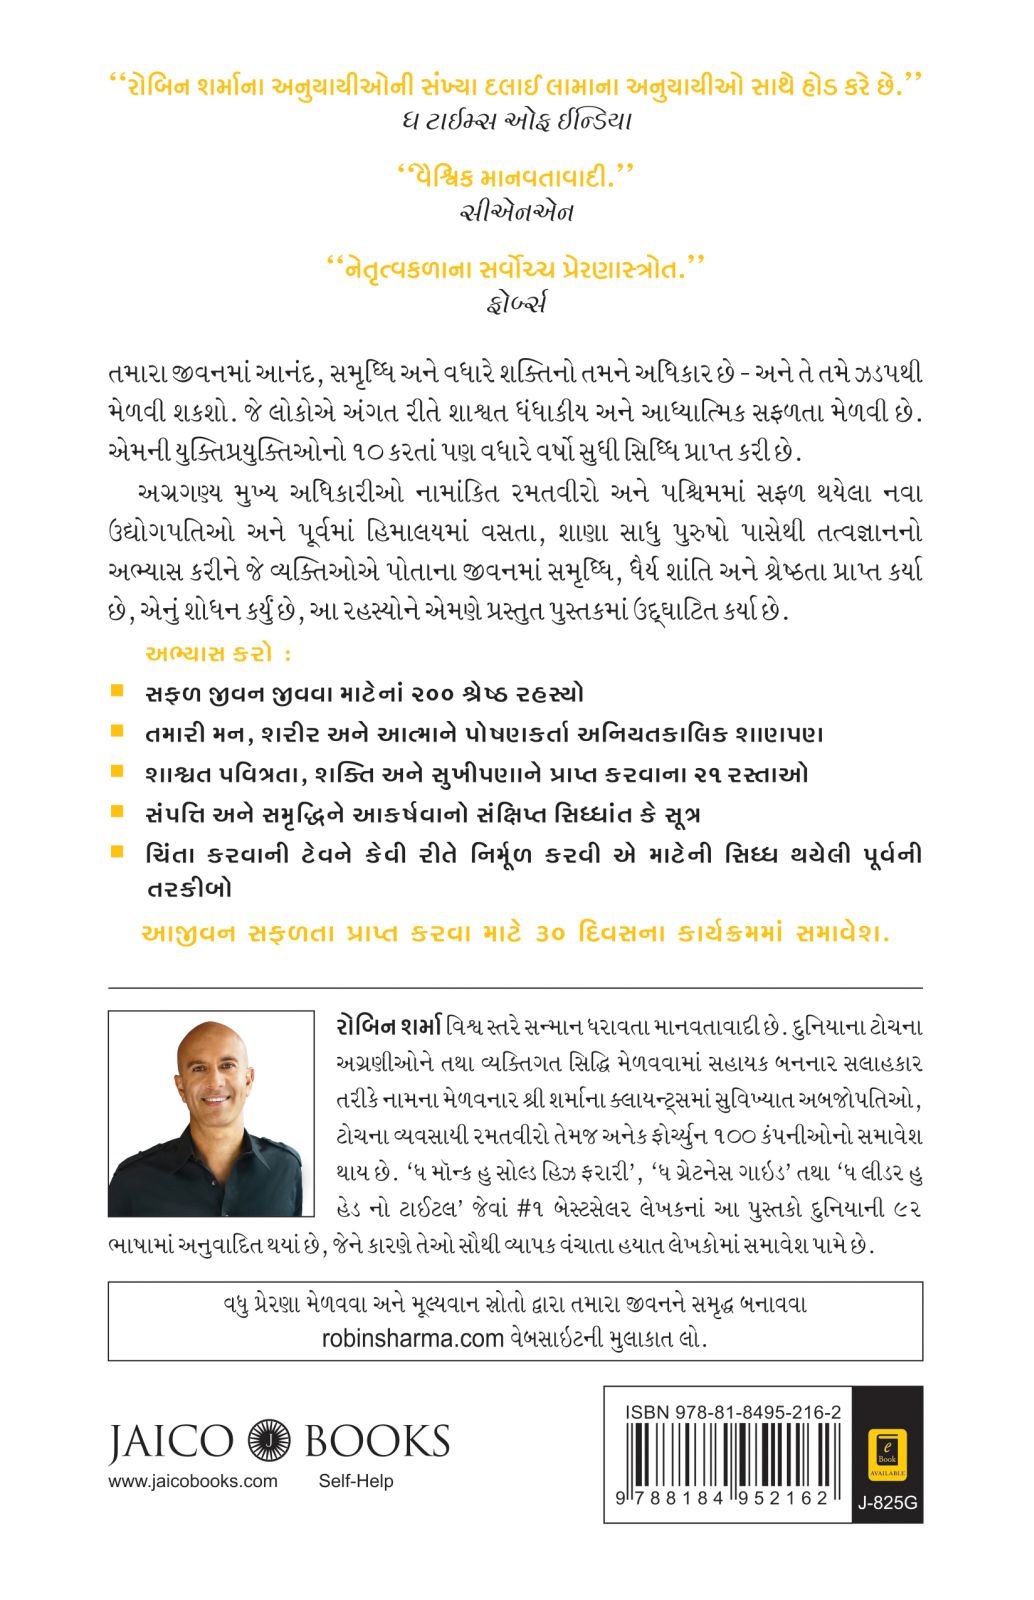 “રોબિન શર્માના અનુયાયીઓની સંખ્યા દલાઈ લામાના અનુયાયીઓ સાથે હોડ કરે છે.”
ધ ટાઈમ્સ ઓફ ઈન્ડિયા
“વૈશ્વિક માનવતાવાદી.”
સીએનએન
“નેતૃત્વકળાના સર્વોચ્ચ પ્રેરણાસ્ત્રોત.”
ફોર્બ્સ
તમારા જીવનમાં આનંદ, સમૃધ્ધિ અને વધારે શક્તિનો તમને અધિકાર છે - અને તે તમે ઝડપથી
મેળવી શકશો. જે લોકોએ અંગત રીતે શાશ્વત ધંધાકીય અને આધ્યાત્મિક સફળતા મેળવી છે.
એમની યુક્તિપ્રયુક્તિઓનો ૧૦ કરતાં પણ વધારે વર્ષો સુધી સિધ્ધિ પ્રાપ્ત કરી છે.
અગ્રગણ્ય મુખ્ય અધિકારીઓ નામાંકિત રમતવીરો અને પશ્ચિમમાં સફળ થયેલા નવા
ઉદ્યોગપતિઓ અને પૂર્વમાં હિમાલયમાં વસતા, શાણા સાધુ પુરુષો પાસેથી તત્વજ્ઞાનનો
અભ્યાસ કરીને જે વ્યક્તિઓએ પોતાના જીવનમાં સમૃધ્ધિ, ધૈર્ય શાંતિ અને શ્રેષ્ઠતા પ્રાપ્ત કર્યા
છે, એનું શોધન કર્યું છે, આ રહસ્યોને એમણે પ્રસ્તુત પુસ્તકમાં ઉદ્ઘાટિત કર્યા છે.
અભ્યાસ કરો :
સફળ જીવન જીવવા માટેનાં ૨૦૦ શ્રેષ્ઠ રહસ્યો
તમારી મન, શરીર અને આત્માને પોષણકર્તા અનિયતકાલિક શાણપણ
શાશ્વત પવિત્રતા, શક્તિ અને સુખીપણાને પ્રાપ્ત કરવાના ૨૧ રસ્તાઓ
સંપત્તિ અને સમૃદ્ધિને આકર્ષવાનો સંક્ષિપ્ત સિધ્ધાંત કે સૂત્ર
ચિંતા કરવાની ટેવને કેવી રીતે નિર્મૂળ કરવી એ માટેની સિધ્ધ થયેલી પૂર્વની
તરકીબો
આજીવન સફળતા પ્રાપ્ત કરવા માટે ૩૦ દિવસના કાર્યક્રમમાં સમાવેશ.
રોબિન શર્મા વિશ્વ સ્તરે સન્માન ધરાવતા માનવતાવાદી છે. દુનિયાના ટોચના
અગ્રણીઓને તથા વ્યક્તિગત સિદ્ધિ મેળવવામાં સહાયક બનનાર સલાહકાર
તરીકે નામના મેળવનાર શ્રી શર્માના ક્લાયન્ટ્સમાં સુવિખ્યાત અબજોપતિઓ,
ટોચના વ્યવસાયી રમતવીરો તેમજ અનેક ફોર્ચ્યુન ૧૦૦ કંપનીઓનો સમાવેશ
થાય છે. ‘ધ મૉન્ક હુ સોલ્ડ હિઝ ફરારી’, ‘ધ ગ્રેટનેસ ગાઇડ’ તથા ‘ધ લીડર હુ
હેડ નો ટાઈટલ’ જેવાં #૧ બેસ્ટસેલર લેખકનાં આ પુસ્તકો દુનિયાની ૯૨
ભાષામાં અનુવાદિત થયાં છે, જેને કારણે તેઓ સૌથી વ્યાપક વંચાતા હયાત લેખકોમાં સમાવેશ પામે છે.
વધુ પ્રેરણા મેળવવા અને મૂલ્યવાન સ્રોતો દ્વારા તમારા જીવનને સમૃદ્ધ બનાવવા
robinsharma.com વેબસાઇટની મુલાકાત લો.
JAICO J BOOKS
www.jaicobooks.com Self-Help
ISBN 978-81-8495-216-2
9 788184 952162
e
Book
AVAILABLE
J-825G